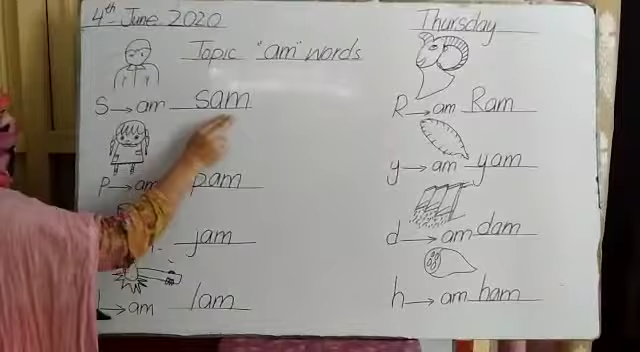 4th June 2020
Thursday
Topic "am" words
S→am sam
P→am pam
jam
→am lam
R→am Ram
y→am yam
d→am dam
h→am ham